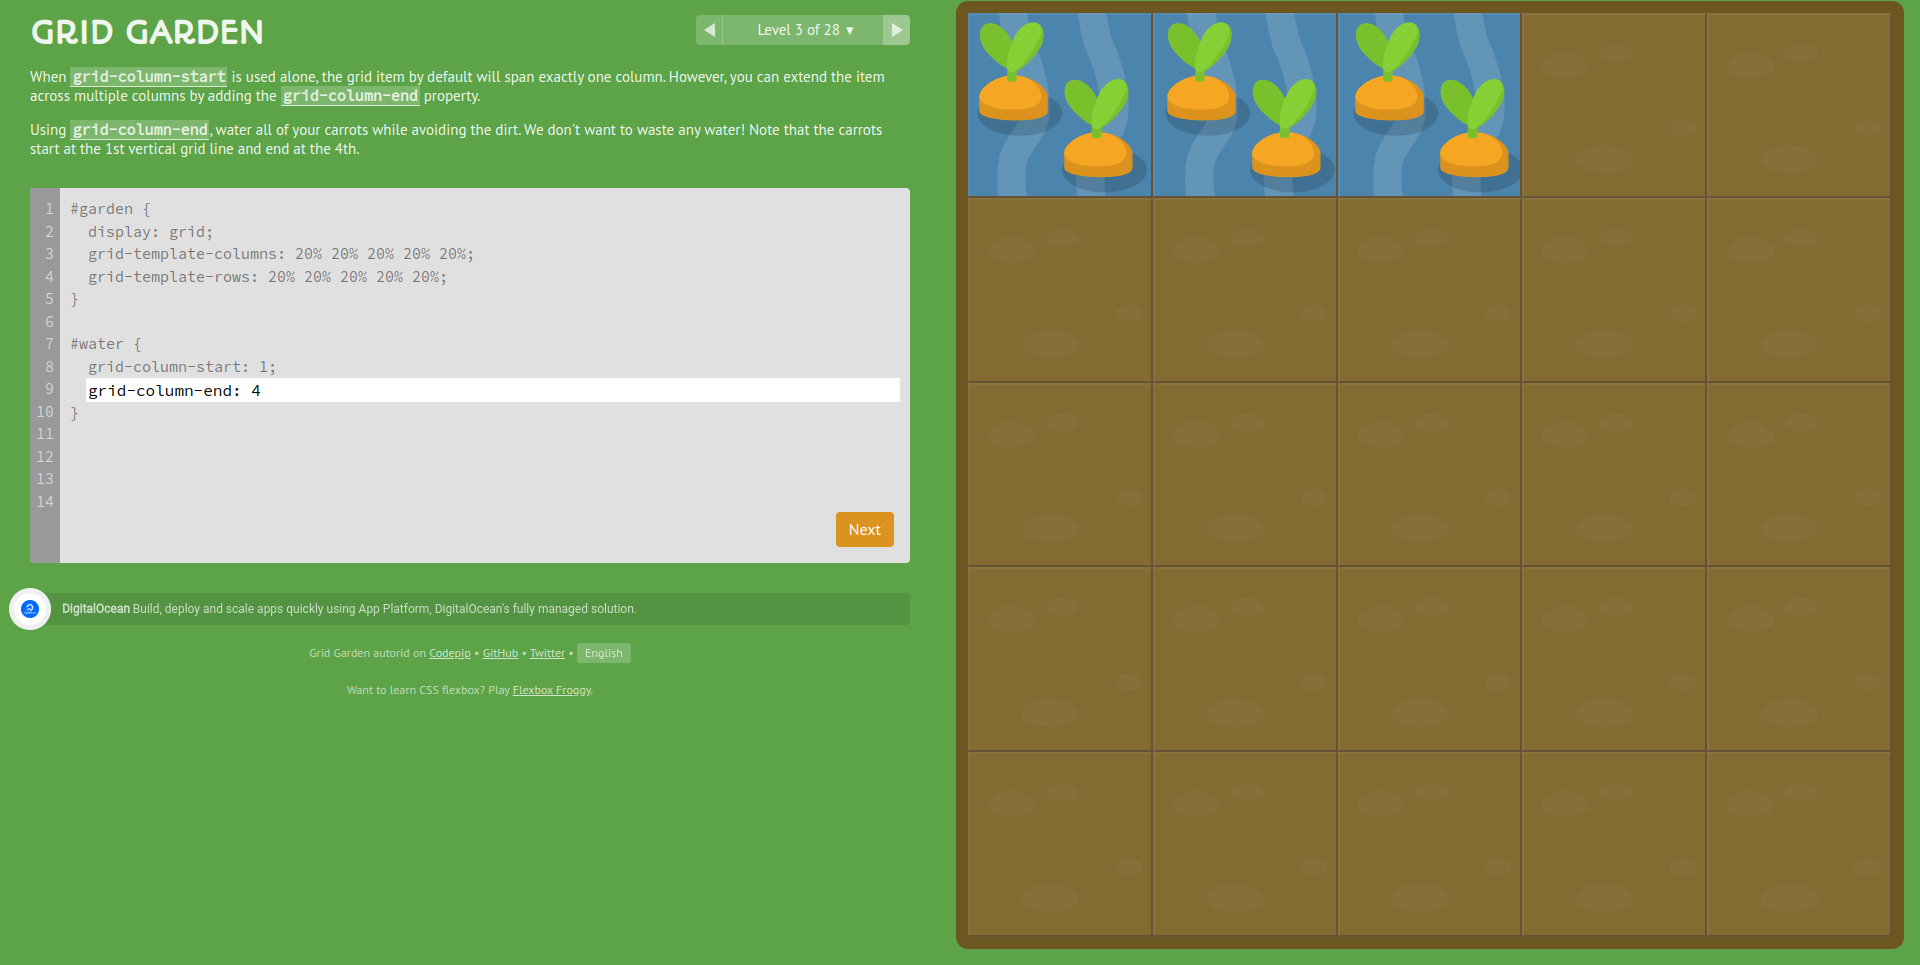 GRID GARDEN
◀ Level 3 of 28 ▾ ▶
When grid-column-start is used alone, the grid item by default will span exactly one column. However, you can extend the item
across multiple columns by adding the grid-column-end property.
Using grid-column-end, water all of your carrots while avoiding the dirt. We don't want to waste any water! Note that the carrots
start at the 1st vertical grid line and end at the 4th.
1 #garden {
2 display: grid;
3 grid-template-columns: 20% 20% 20% 20% 20%;
4 grid-template-rows: 20% 20% 20% 20% 20%;
5 }
6
7 #water {
8 grid-column-start: 1;
9 grid-column-end: 4
10 }
11
12
13
14
Next
DigitalOcean Build, deploy and scale apps quickly using App Platform, DigitalOcean's fully managed solution.
Grid Garden autorid on Codepip • GitHub • Twitter • English
Want to learn CSS flexbox? Play Flexbox Froggy.